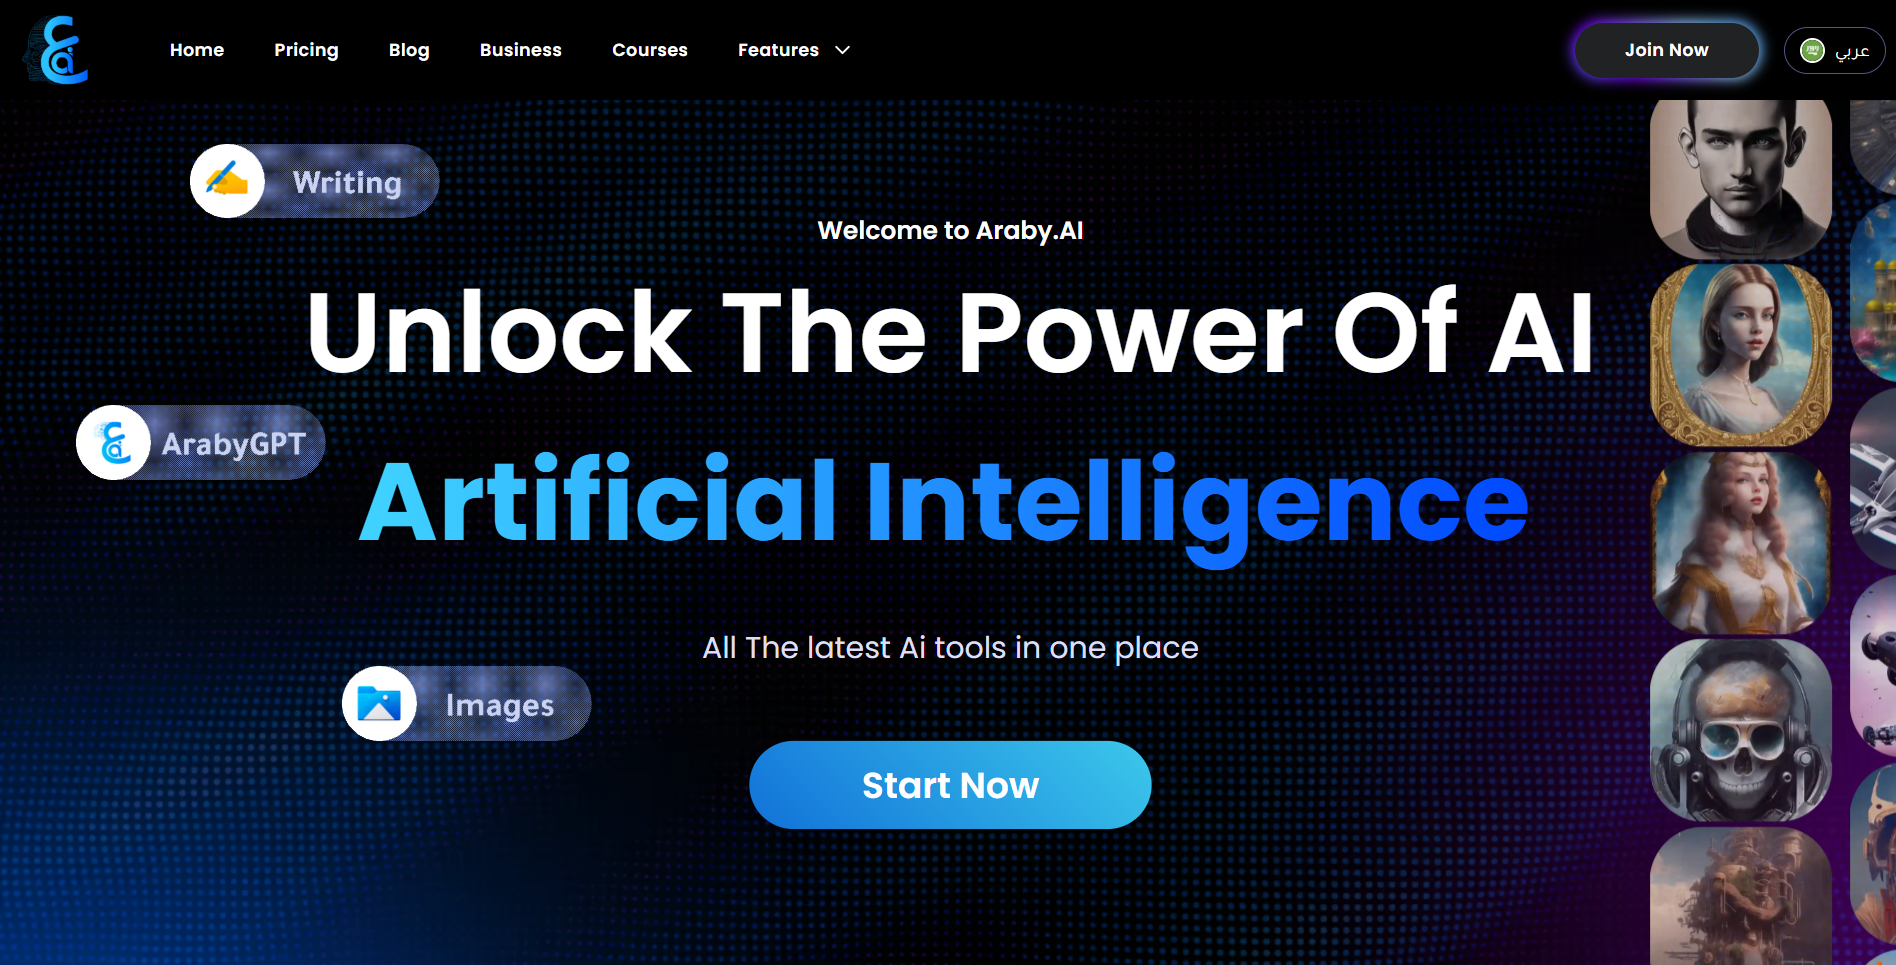 Home
Pricing
Blog
Business
Courses
Features
Join Now
عربي
Writing
Welcome to Araby.AI
Unlock The Power Of AI
ArabyGPT
Artificial Intelligence
All The latest Ai tools in one place
Images
Start Now